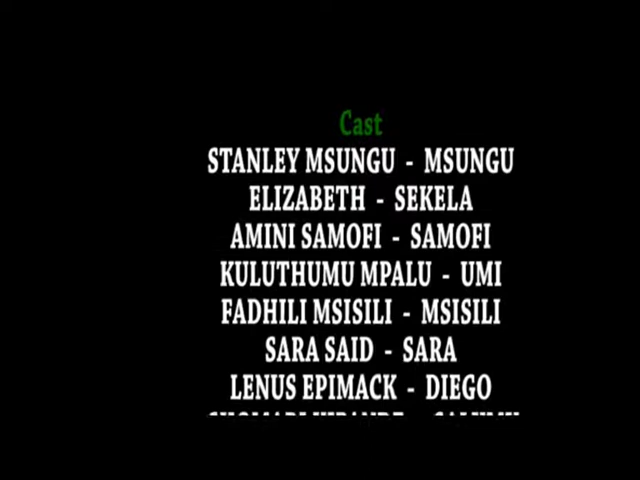 Cast
STANLEY MSUNGU - MSUNGU
ELIZABETH - SEKELA
AMINI SAMOFI - SAMOFI
KULUTHUMU MPALU - UMI
FADHILI MSISILI - MSISILI
SARA SAID - SARA
LENUS EPIMACK - DIEGO